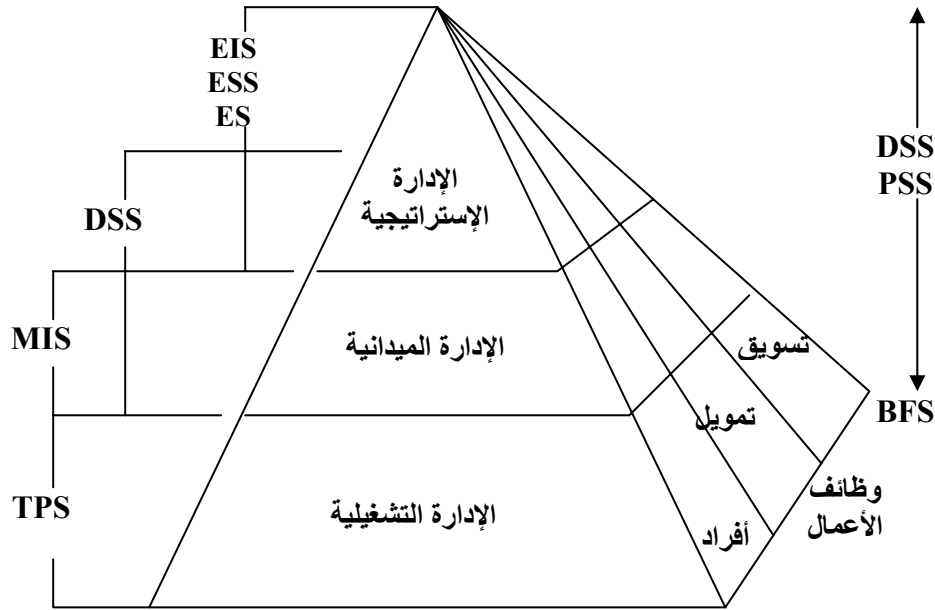 EIS
ESS
ES
DSS
PSS
الإدارة
الإستراتيجية
DSS
MIS
الإدارة الميدانية
تسويق
تمويل
BFS
TPS
الإدارة التشغيلية
أفراد
وظائف
الأعمال